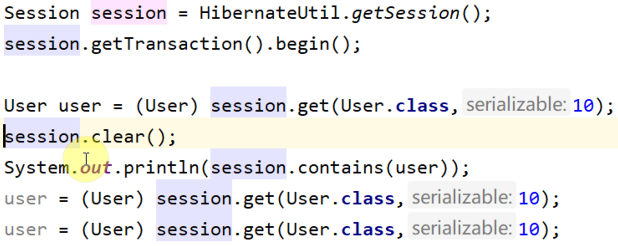 Session session = HibernateUtil.getSession();
session.getTransaction().begin();
User user = (User) session.get(User.class, serializable: 10);
session.clear();
System.out.println(session.contains(user));
user = (User) session.get(User.class, serializable: 10);
user = (User) session.get(User.class, serializable: 10);